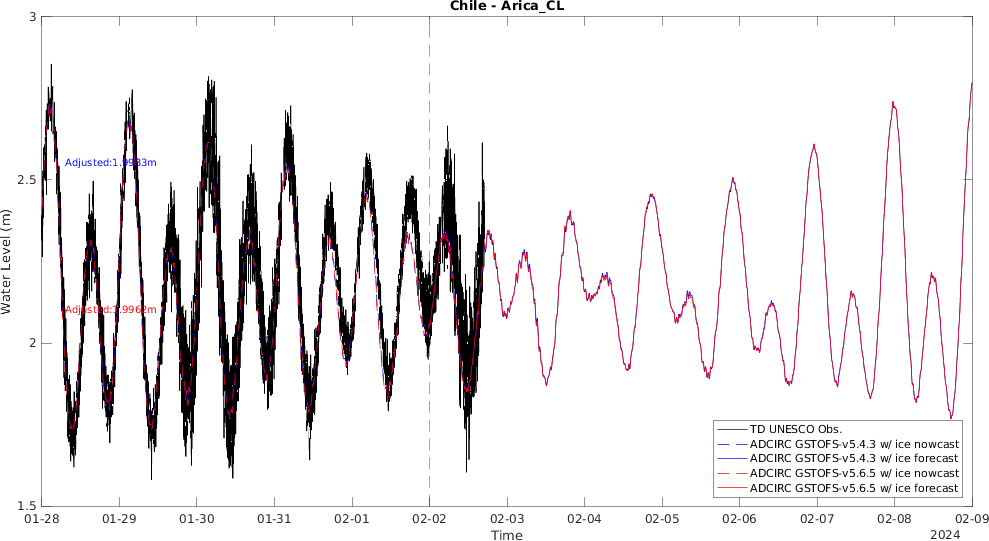 Chile - Arica_CL
3
2.5
2
1.5
Water Level (m)
Adjusted:1.9983m
Adjusted:1.9962m
TD UNESCO Obs.
ADCIRC GSTOFS-v5.4.3 w/ ice nowcast
ADCIRC GSTOFS-v5.4.3 w/ ice forecast
ADCIRC GSTOFS-v5.6.5 w/ ice nowcast
ADCIRC GSTOFS-v5.6.5 w/ ice forecast
01-28 01-29 01-30 01-31 02-01 02-02 02-03 02-04 02-05 02-06 02-07 02-08 02-09
Time
2024